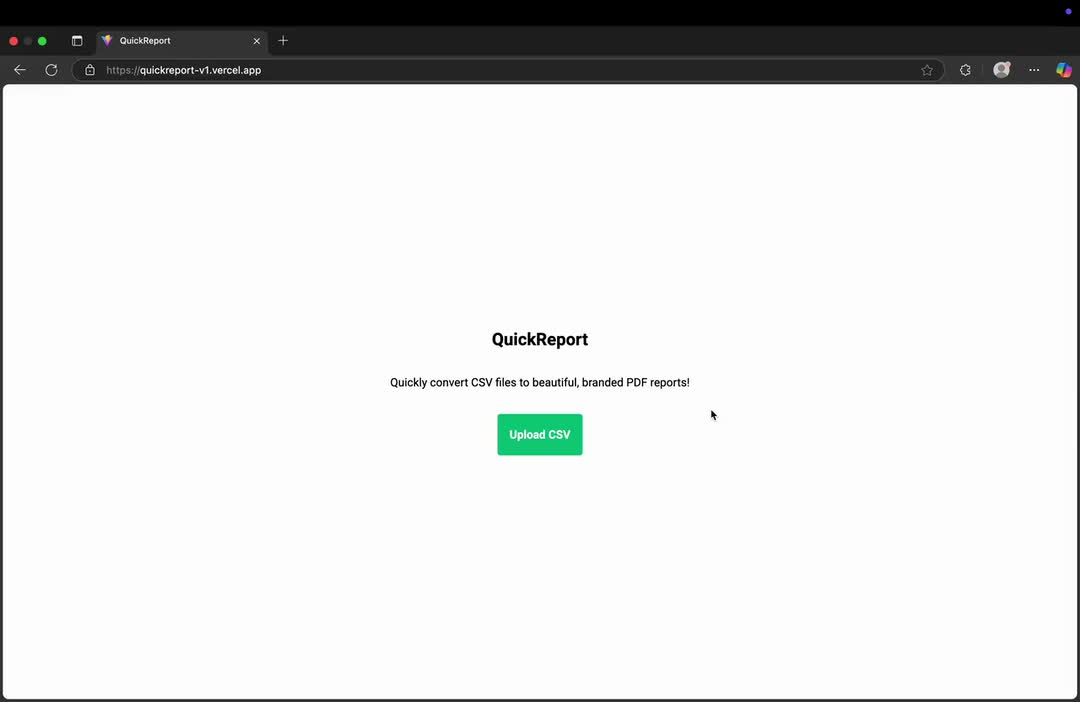 QuickReport
https://quickreport-v1.vercel.app
QuickReport
Quickly convert CSV files to beautiful, branded PDF reports!
Upload CSV